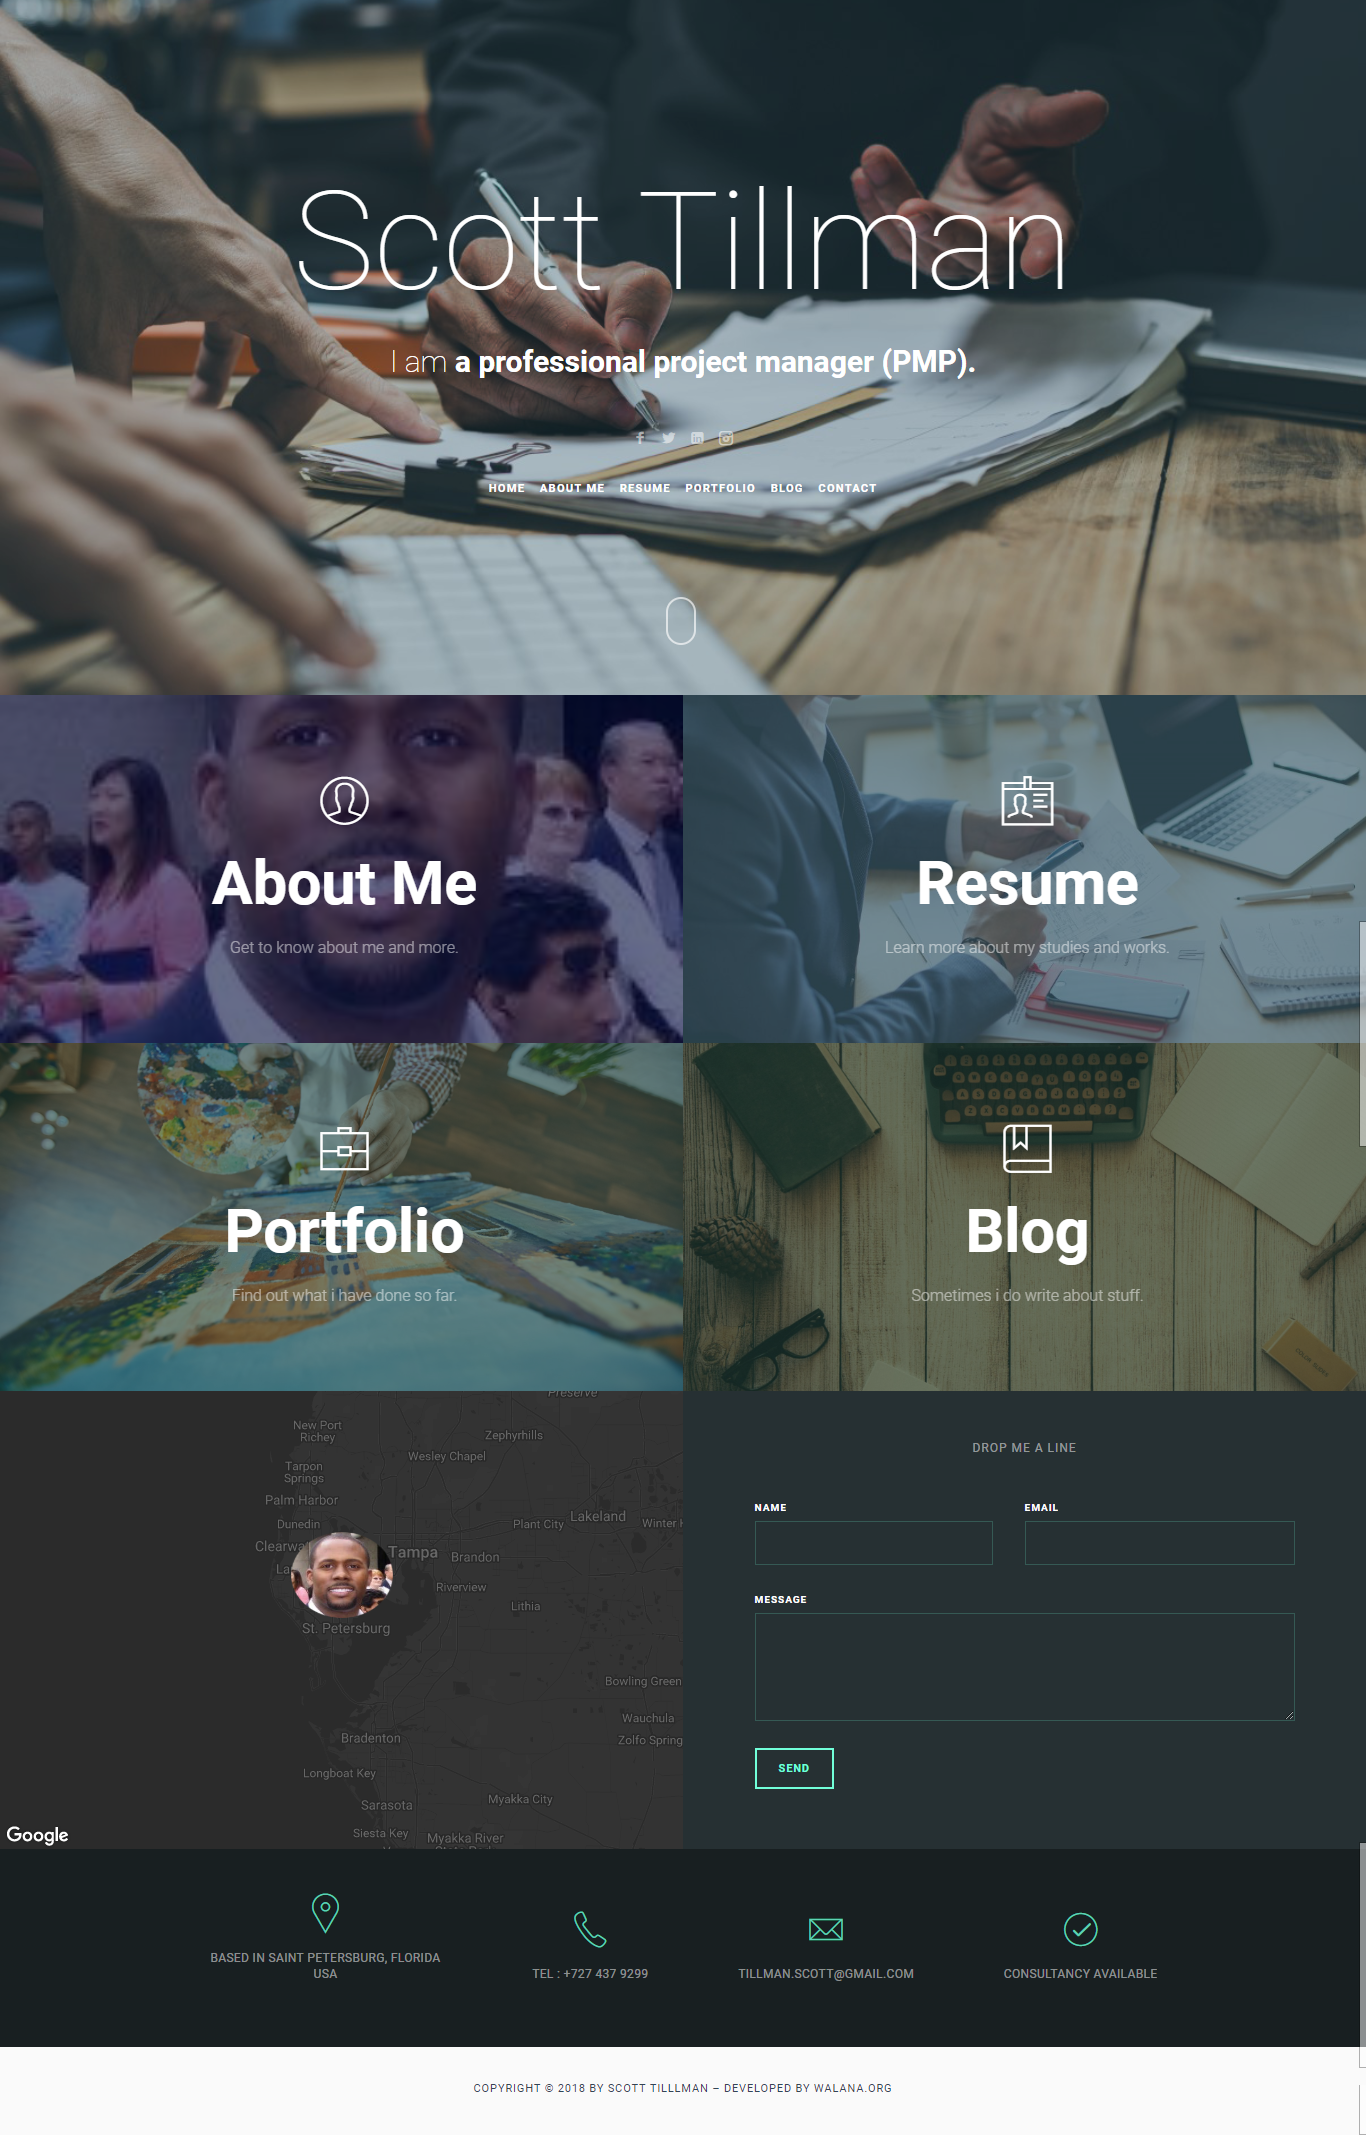 Scott Tillman
I am a professional project manager (PMP).
HOME ABOUT ME RESUME PORTFOLIO BLOG CONTACT
About Me
Get to know about me and more.
Resume
Learn more about my studies and works.
Portfolio
Find out what i have done so far.
Blog
Sometimes i do write about stuff.
Preserve
New Port
Richey
Zephyrhills
Wesley Chapel
Tarpon
Springs
Palm Harbor
Dunedin
Plant City
Lakeland
Winter
Clearwa
Tampa
Brandon
La
Riverview
Lithia
St. Petersburg
Bowling Green
Wauchula
Zolfo Spring
Bradenton
Longboat Key
Sarasota
Myakka City
Siesta Key
Myakka River
Google
DROP ME A LINE
NAME EMAIL
MESSAGE
SEND
BASED IN SAINT PETERSBURG, FLORIDA
USA
TEL : +727 437 9299
TILLMAN.SCOTT@GMAIL.COM
CONSULTANCY AVAILABLE
COPYRIGHT © 2018 BY SCOTT TILLLMAN – DEVELOPED BY WALANA.ORG